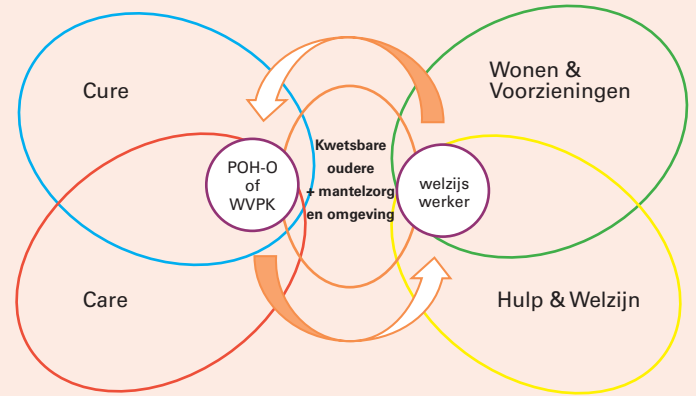 Cure
Wonen &
Voorzieningen
Kwetsbare
oudere
+ mantelzorg
en omgeving
POH-O
of
WVPK
welzijs
werker
Care
Hulp & Welzijn